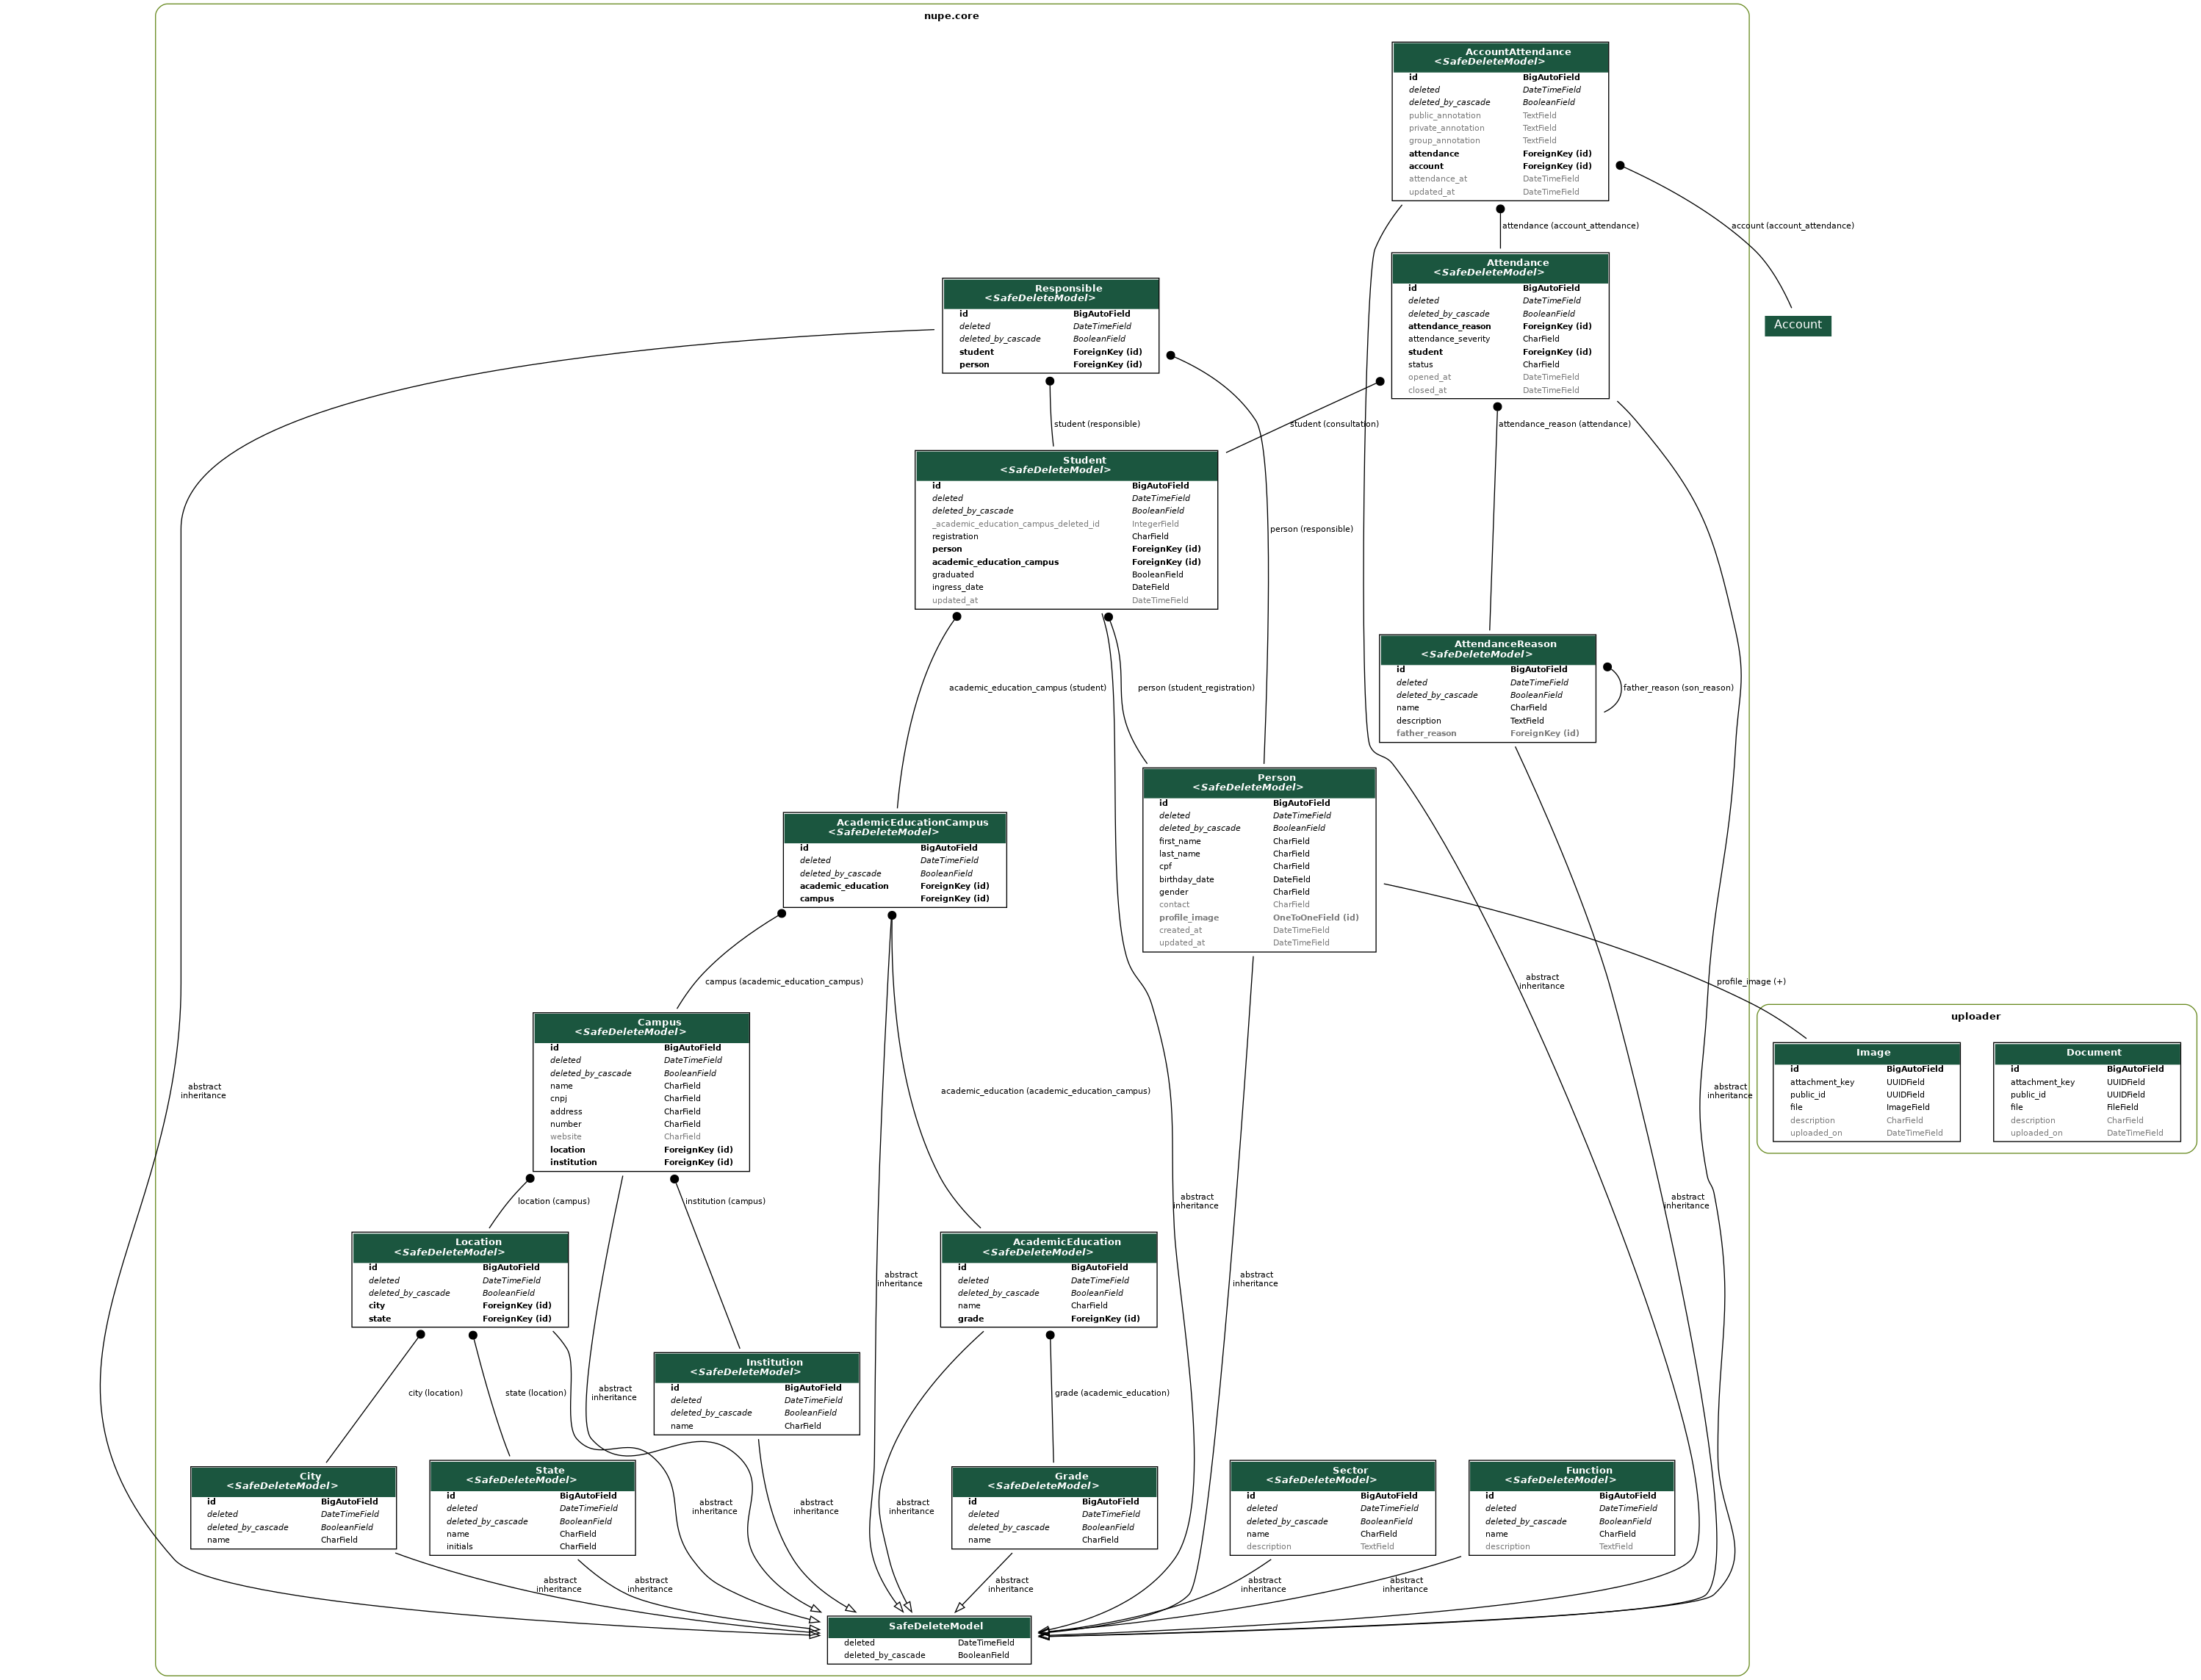 nupe.core
AccountAttendance
<SafeDeleteModel>
id BigAutoField
deleted DateTimeField
deleted_by_cascade BooleanField
public_annotation TextField
private_annotation TextField
group_annotation TextField
attendance ForeignKey (id)
account ForeignKey (id)
attendance_at DateTimeField
updated_at DateTimeField
attendance (account_attendance)
account (account_attendance)
Responsible
<SafeDeleteModel>
id BigAutoField
deleted DateTimeField
deleted_by_cascade BooleanField
student ForeignKey (id)
person ForeignKey (id)
Attendance
<SafeDeleteModel>
id BigAutoField
deleted DateTimeField
deleted_by_cascade BooleanField
attendance_reason ForeignKey (id)
attendance_severity CharField
student ForeignKey (id)
status CharField
opened_at DateTimeField
closed_at DateTimeField
Account
student (responsible)
student (consultation)
attendance_reason (attendance)
Student
<SafeDeleteModel>
id BigAutoField
deleted DateTimeField
deleted_by_cascade BooleanField
_academic_education_campus_deleted_id IntegerField
registration CharField
person ForeignKey (id)
academic_education_campus ForeignKey (id)
graduated BooleanField
ingress_date DateField
updated_at DateTimeField
person (responsible)
AttendanceReason
<SafeDeleteModel>
id BigAutoField
deleted DateTimeField
deleted_by_cascade BooleanField
name CharField
description TextField
father_reason ForeignKey (id)
father_reason (son_reason)
academic_education_campus (student)
person (student_registration)
Person
<SafeDeleteModel>
id BigAutoField
deleted DateTimeField
deleted_by_cascade BooleanField
first_name CharField
last_name CharField
cpf CharField
birthday_date DateField
gender CharField
contact CharField
profile_image OneToOneField (id)
created_at DateTimeField
updated_at DateTimeField
AcademicEducationCampus
<SafeDeleteModel>
id BigAutoField
deleted DateTimeField
deleted_by_cascade BooleanField
academic_education ForeignKey (id)
campus ForeignKey (id)
campus (academic_education_campus)
abstract
inheritance
profile_image (+)
uploader
Image
id BigAutoField
attachment_key UUIDField
public_id UUIDField
file ImageField
description CharField
uploaded_on DateTimeField
Document
id BigAutoField
attachment_key UUIDField
public_id UUIDField
file FileField
description CharField
uploaded_on DateTimeField
Campus
<SafeDeleteModel>
id BigAutoField
deleted DateTimeField
deleted_by_cascade BooleanField
name CharField
cnpj CharField
address CharField
number CharField
website CharField
location ForeignKey (id)
institution ForeignKey (id)
abstract
inheritance
academic_education (academic_education_campus)
abstract
inheritance
location (campus)
institution (campus)
abstract
inheritance
abstract
inheritance
Location
<SafeDeleteModel>
id BigAutoField
deleted DateTimeField
deleted_by_cascade BooleanField
city ForeignKey (id)
state ForeignKey (id)
abstract
inheritance
AcademicEducation
<SafeDeleteModel>
id BigAutoField
deleted DateTimeField
deleted_by_cascade BooleanField
name CharField
grade ForeignKey (id)
abstract
inheritance
Institution
<SafeDeleteModel>
id BigAutoField
deleted DateTimeField
deleted_by_cascade BooleanField
name CharField
city (location)
state (location)
abstract
inheritance
grade (academic_education)
City
<SafeDeleteModel>
id BigAutoField
deleted DateTimeField
deleted_by_cascade BooleanField
name CharField
State
<SafeDeleteModel>
id BigAutoField
deleted DateTimeField
deleted_by_cascade BooleanField
name CharField
initials CharField
abstract
inheritance
abstract
inheritance
abstract
inheritance
Grade
<SafeDeleteModel>
id BigAutoField
deleted DateTimeField
deleted_by_cascade BooleanField
name CharField
Sector
<SafeDeleteModel>
id BigAutoField
deleted DateTimeField
deleted_by_cascade BooleanField
name CharField
description TextField
Function
<SafeDeleteModel>
id BigAutoField
deleted DateTimeField
deleted_by_cascade BooleanField
name CharField
description TextField
abstract
inheritance
abstract
inheritance
abstract
inheritance
abstract
inheritance
abstract
inheritance
SafeDeleteModel
deleted DateTimeField
deleted_by_cascade BooleanField